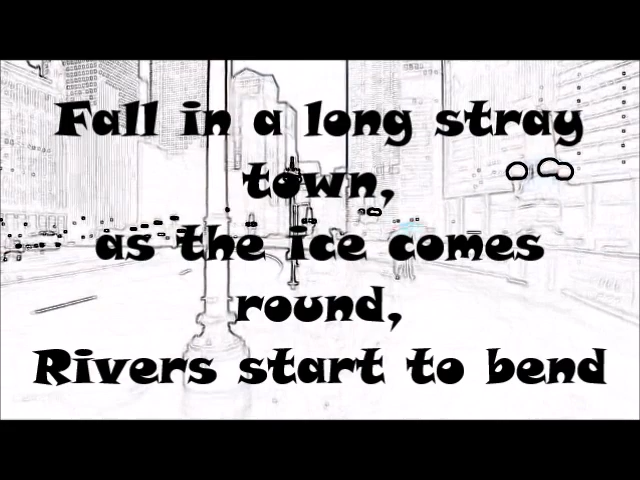 Fall in a long stray
town,
as the ice comes
round,
Rivers start to bend